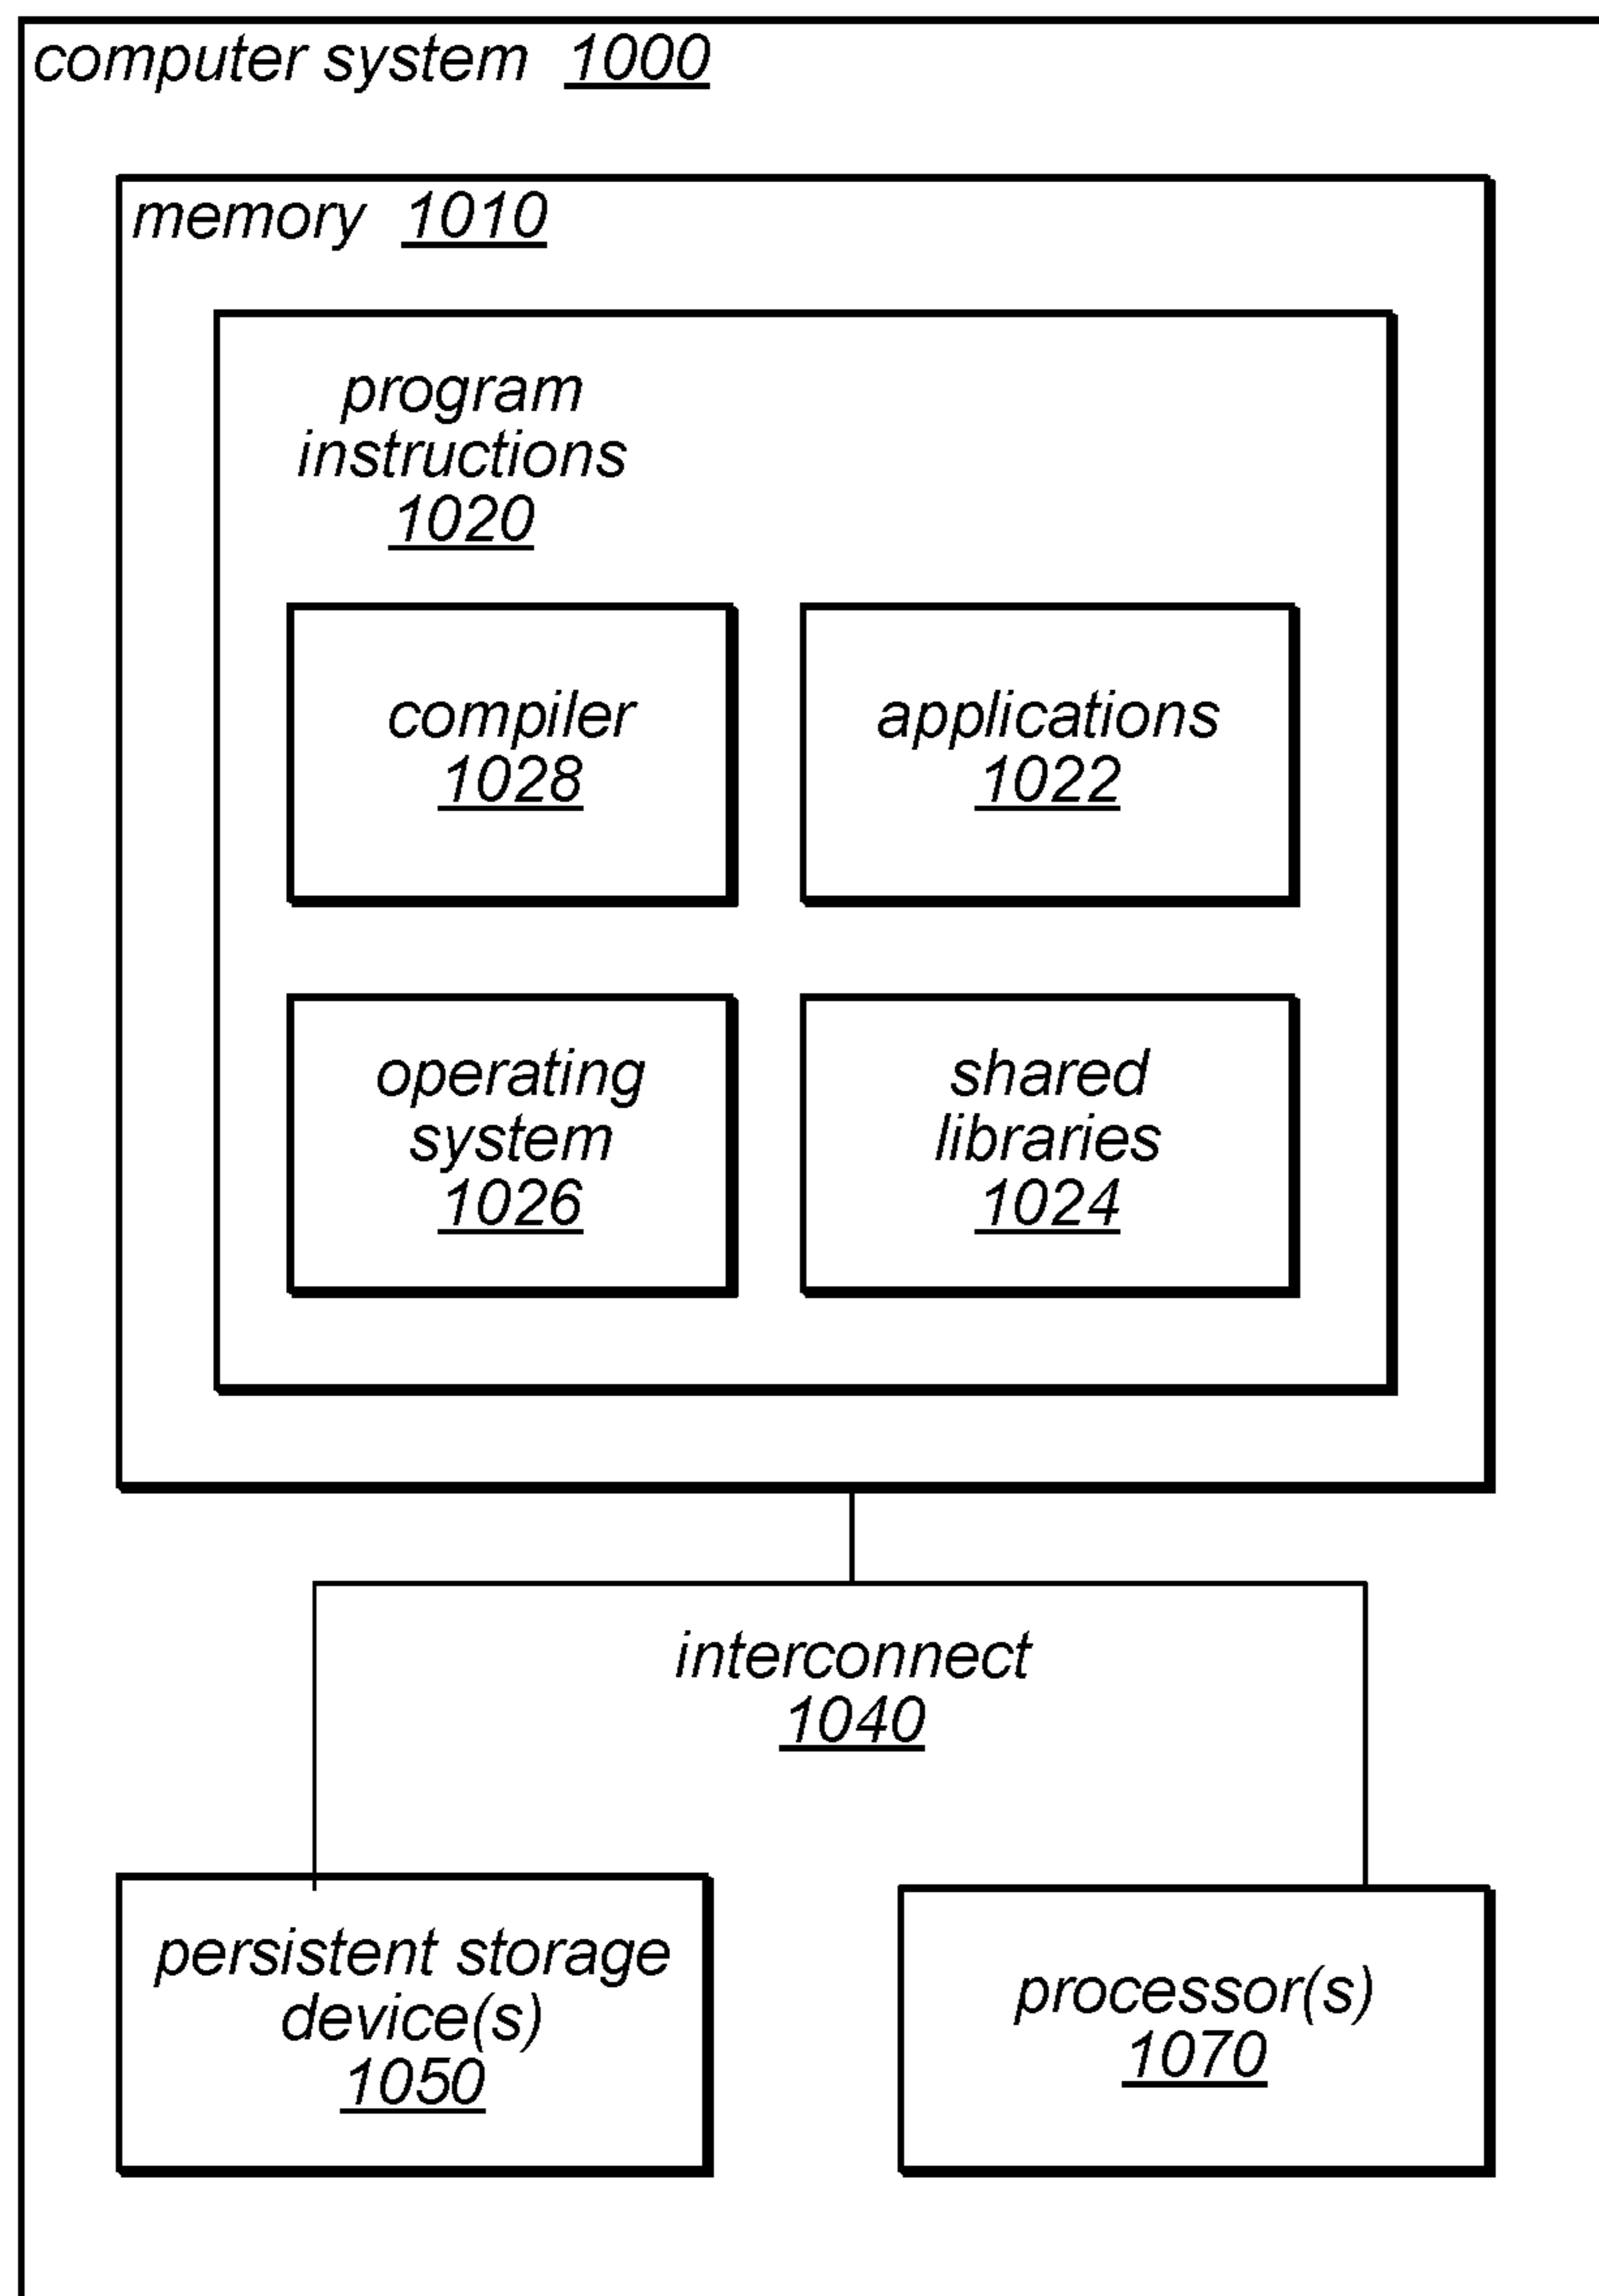 computer system 1000
memory 1010
program
instructions
1020
compiler
1028
applications
1022
operating
system
1026
shared
libraries
1024
interconnect
1040
persistent storage
device(s)
1050
processor(s)
1070